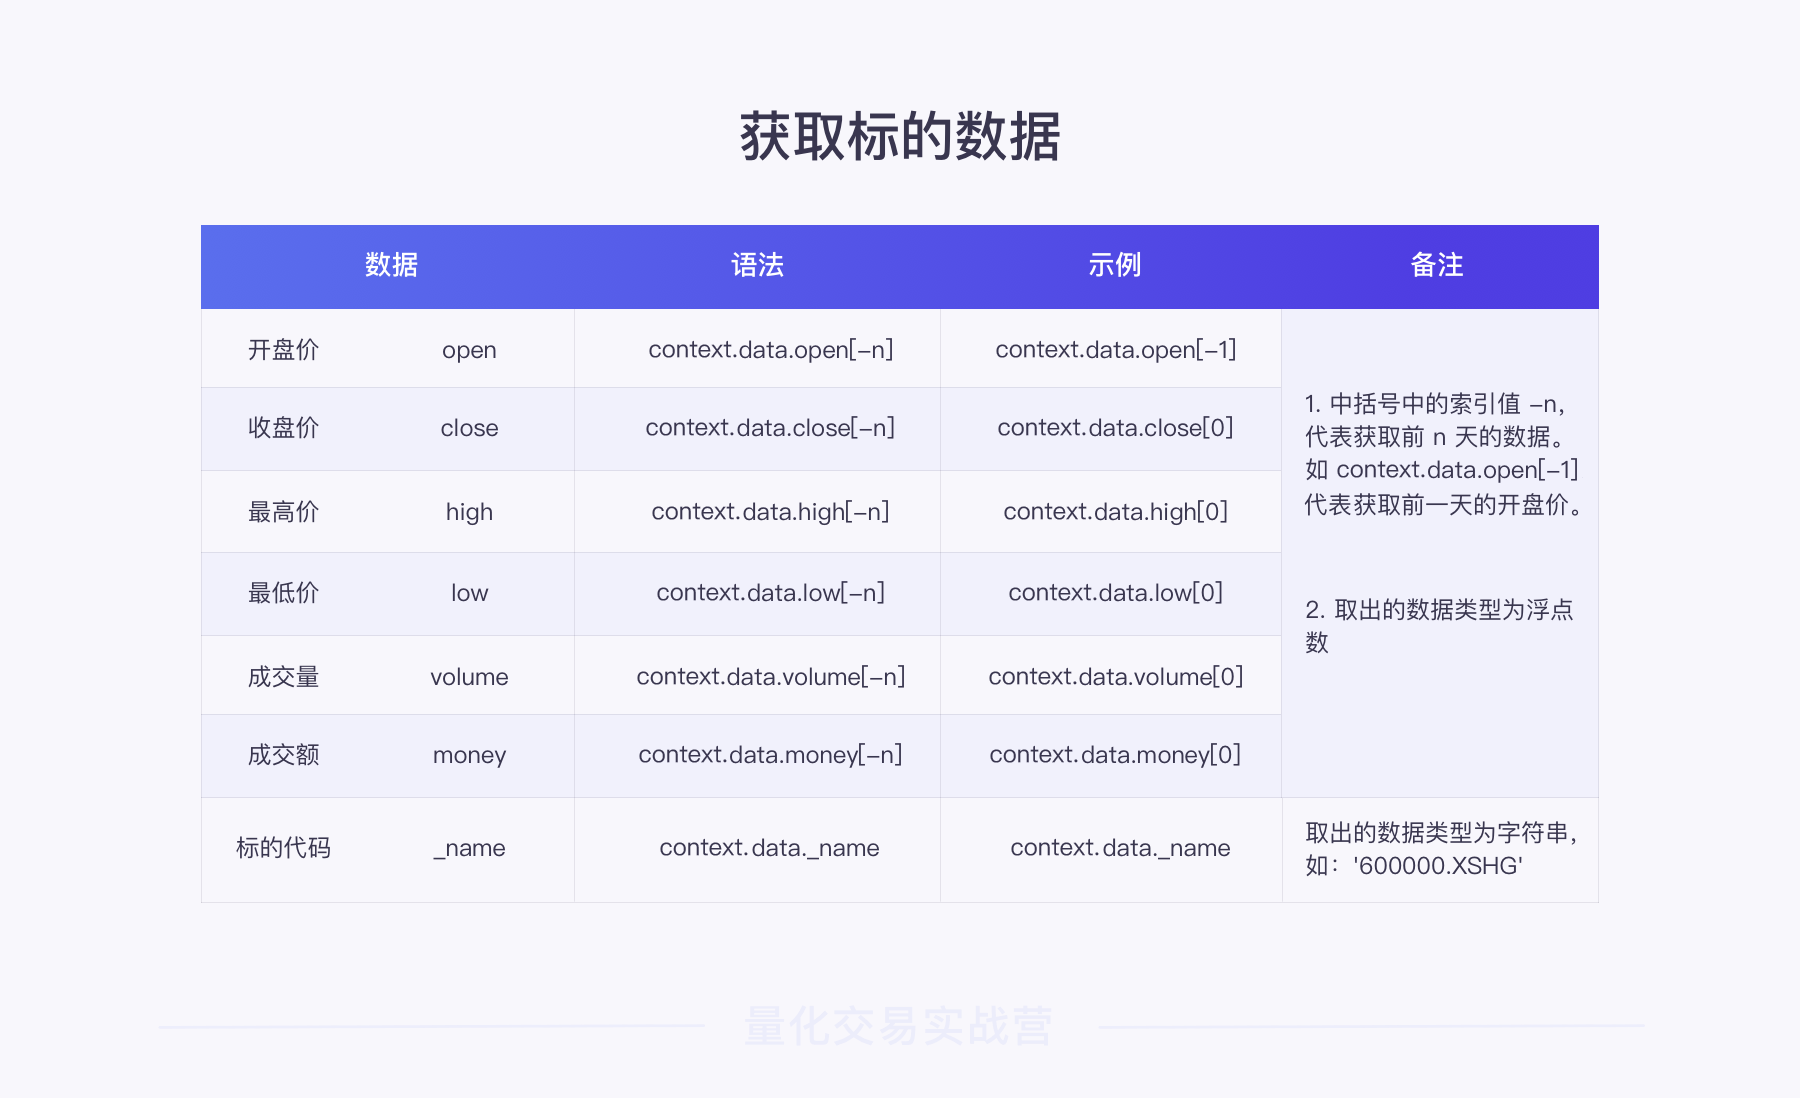 获取标的数据
数据 语法 示例 备注
开盘价 open context.data.open[-n] context.data.open[-1]
收盘价 close context.data.close[-n] context.data.close[0]
最高价 high context.data.high[-n] context.data.high[0]
最低价 low context.data.low[-n] context.data.low[0]
成交量 volume context.data.volume[-n] context.data.volume[0]
成交额 money context.data.money[-n] context.data.money[0]
1. 中括号中的索引值 -n,
代表获取前 n 天的数据。
如 context.data.open[-1]
代表获取前一天的开盘价。
2. 取出的数据类型为浮点
数
标的代码 _name context.data._name context.data._name
取出的数据类型为字符串,
如: '600000.XSHG'
量化交易实战营